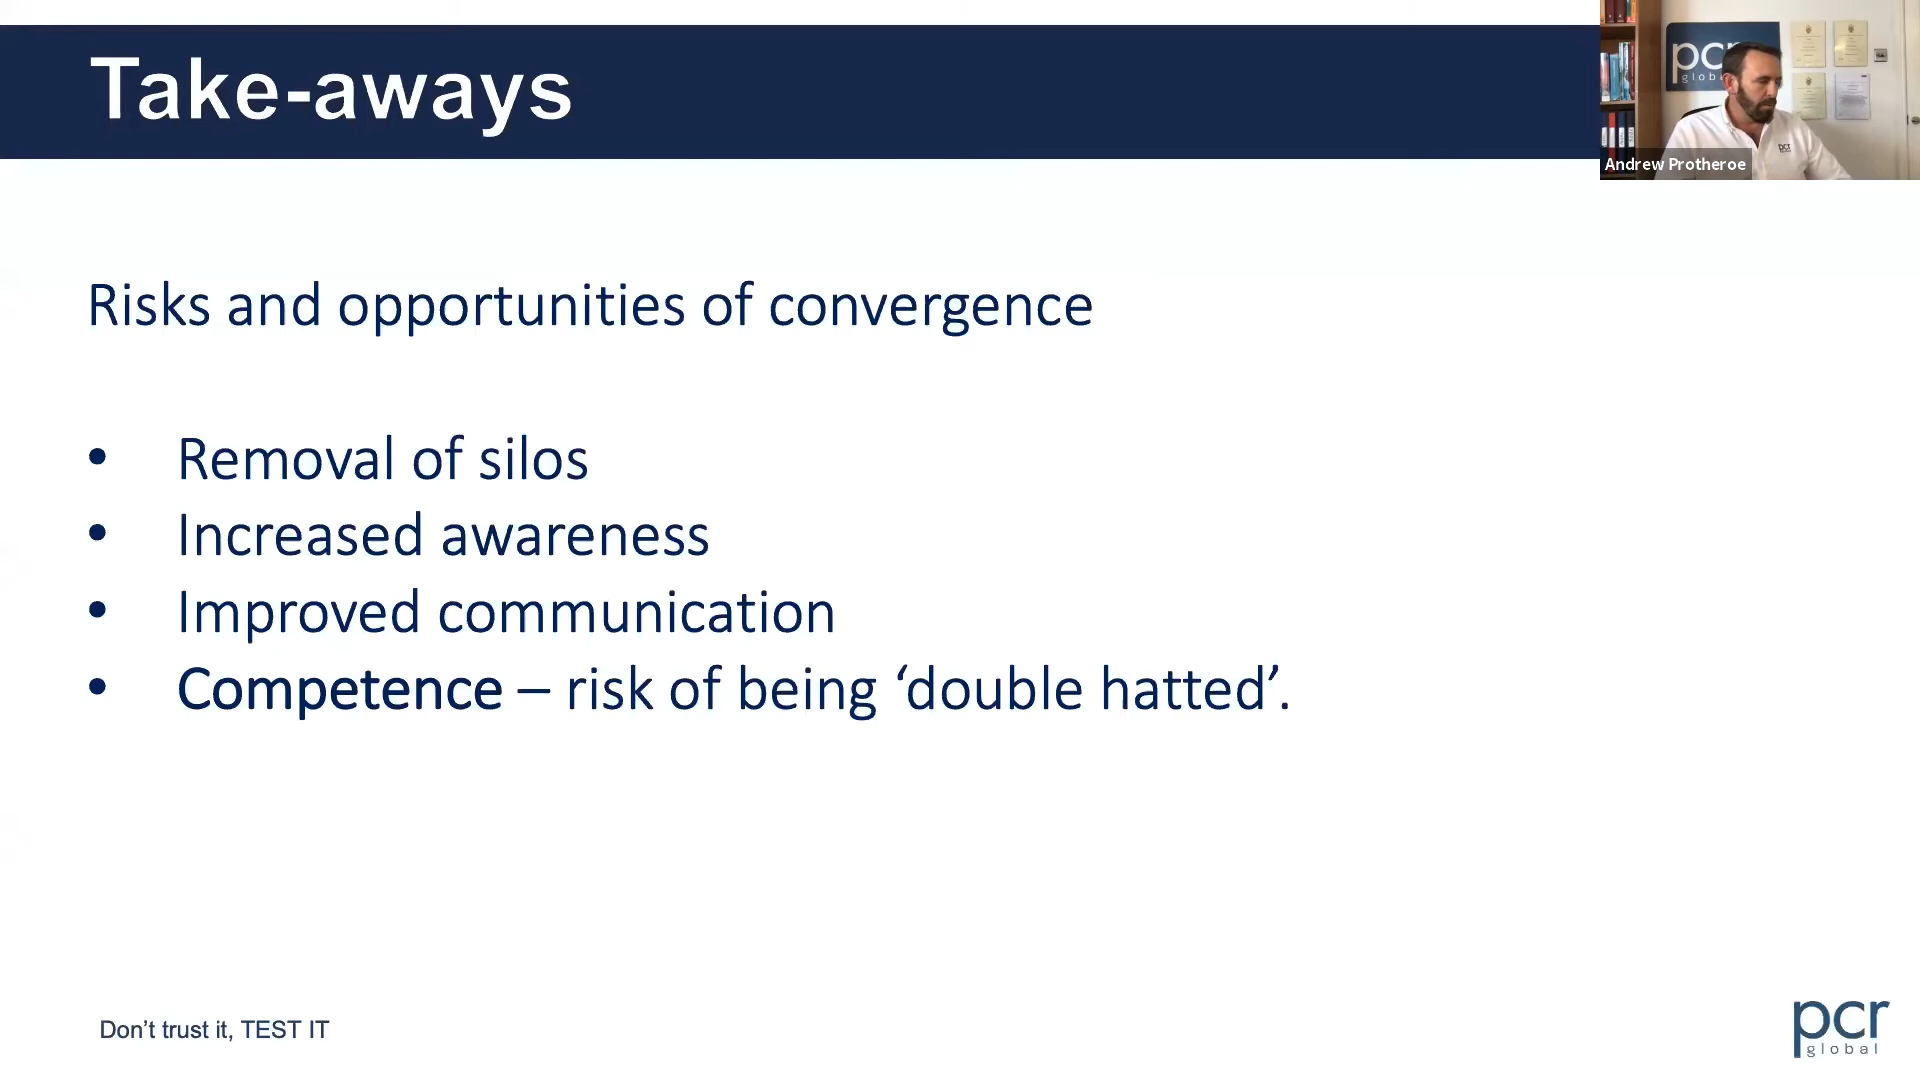 Take-aways
Andrew Protheroe
Risks and opportunities of convergence
• Removal of silos
• Increased awareness
• Improved communication
• Competence – risk of being ‘double hatted’.
Don’t trust it, TEST IT
pcr
global